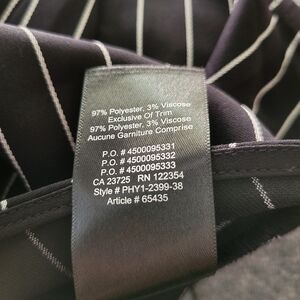 97% Polyester, 3% Viscose
Exclusive Of Trim
97% Polyester, 3% Viscose
Aucune Garniture Comprise
P.O. # 4500095331
P.O. # 4500095332
P.O. # 4500095333
CA 23725 RN 122354
Style # PHY1-2399-38
Article # 65435